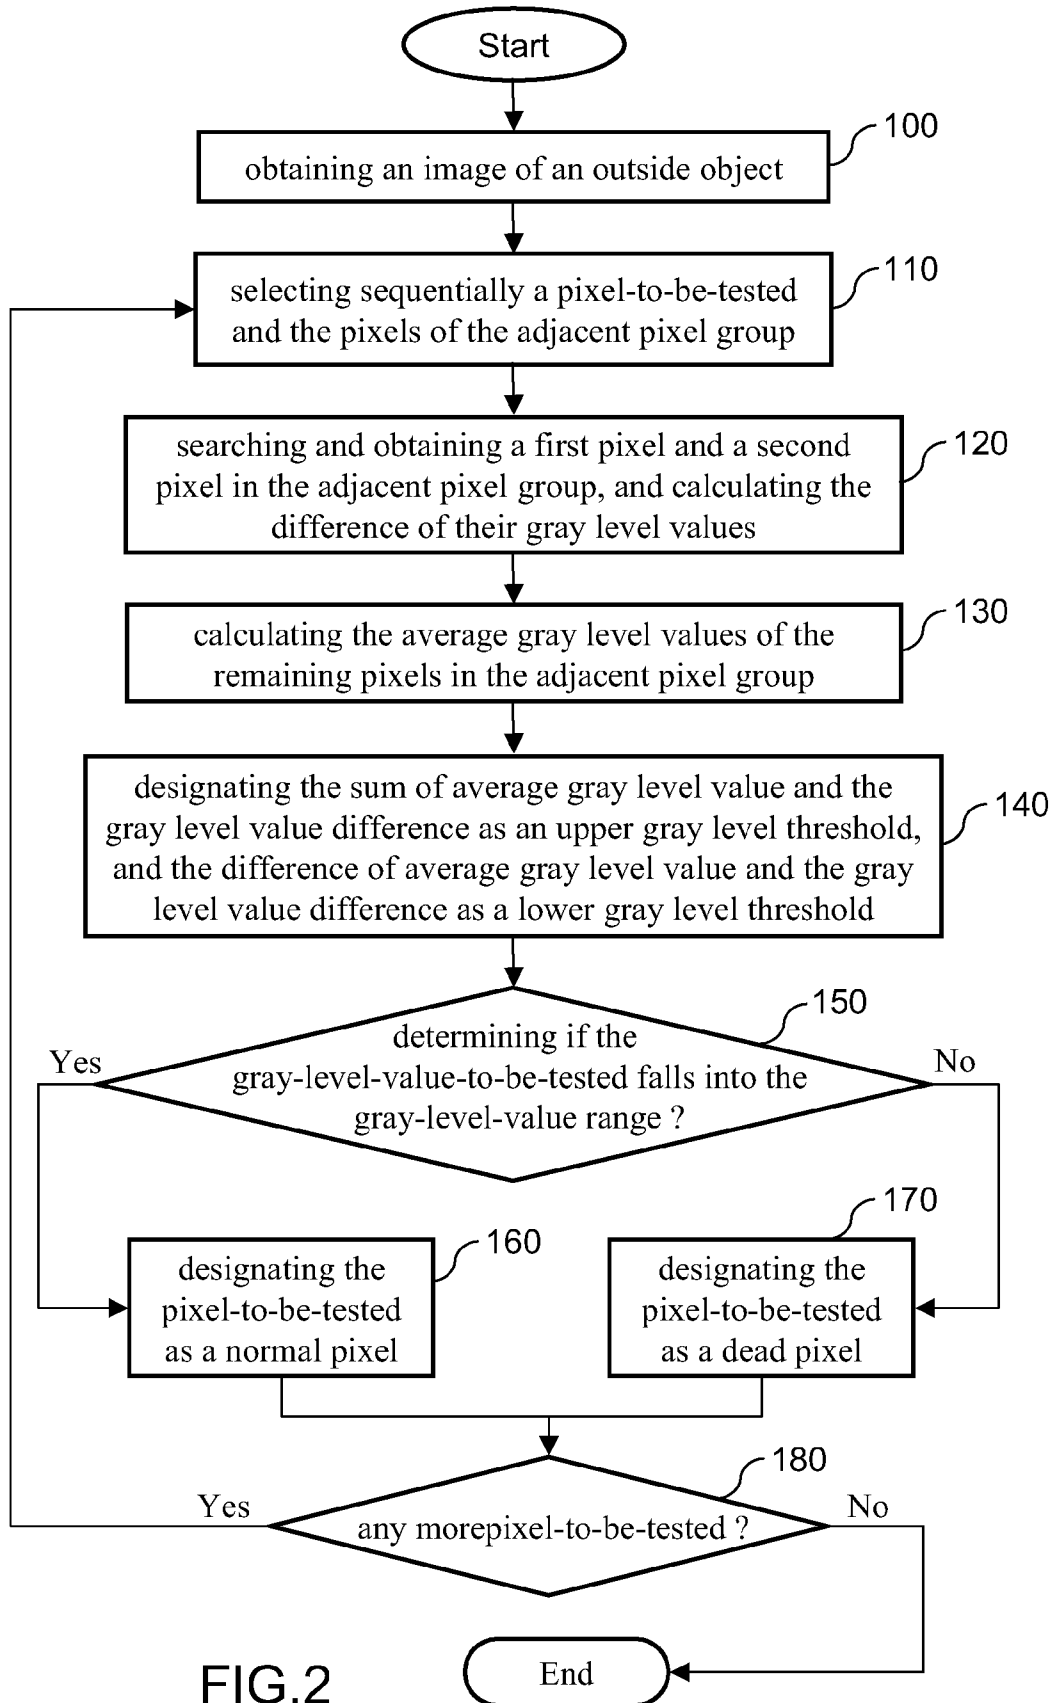 Start
100
obtaining an image of an outside object
110
selecting sequentially a pixel-to-be-tested
and the pixels of the adjacent pixel group
120
searching and obtaining a first pixel and a second
pixel in the adjacent pixel group, and calculating the
difference of their gray level values
130
calculating the average gray level values of the
remaining pixels in the adjacent pixel group
140
designating the sum of average gray level value and the
gray level value difference as an upper gray level threshold,
and the difference of average gray level value and the gray
level value difference as a lower gray level threshold
150
determining if the
gray-level-value-to-be-tested falls into the
gray-level-value range ?
Yes
No
160
designating the
pixel-to-be-tested
as a normal pixel
170
designating the
pixel-to-be-tested
as a dead pixel
180
any morepixel-to-be-tested ?
Yes
No
End
FIG.2